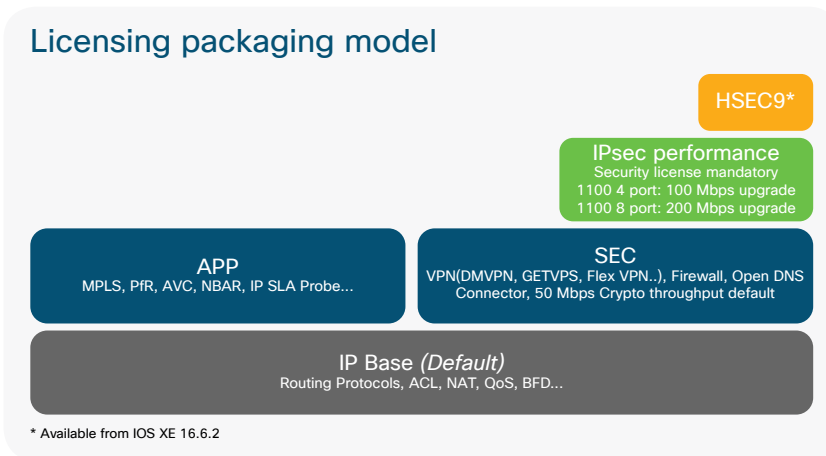 Licensing packaging model
HSEC9*
IPsec performance
Security license mandatory
1100 4 port: 100 Mbps upgrade
1100 8 port: 200 Mbps upgrade
APP
MPLS, PfR, AVC, NBAR, IP SLA Probe...
SEC
VPN(DMVPN, GETVPS, Flex VPN..), Firewall, Open DNS
Connector, 50 Mbps Crypto throughput default
IP Base (Default)
Routing Protocols, ACL, NAT, QoS, BFD...
* Available from IOS XE 16.6.2